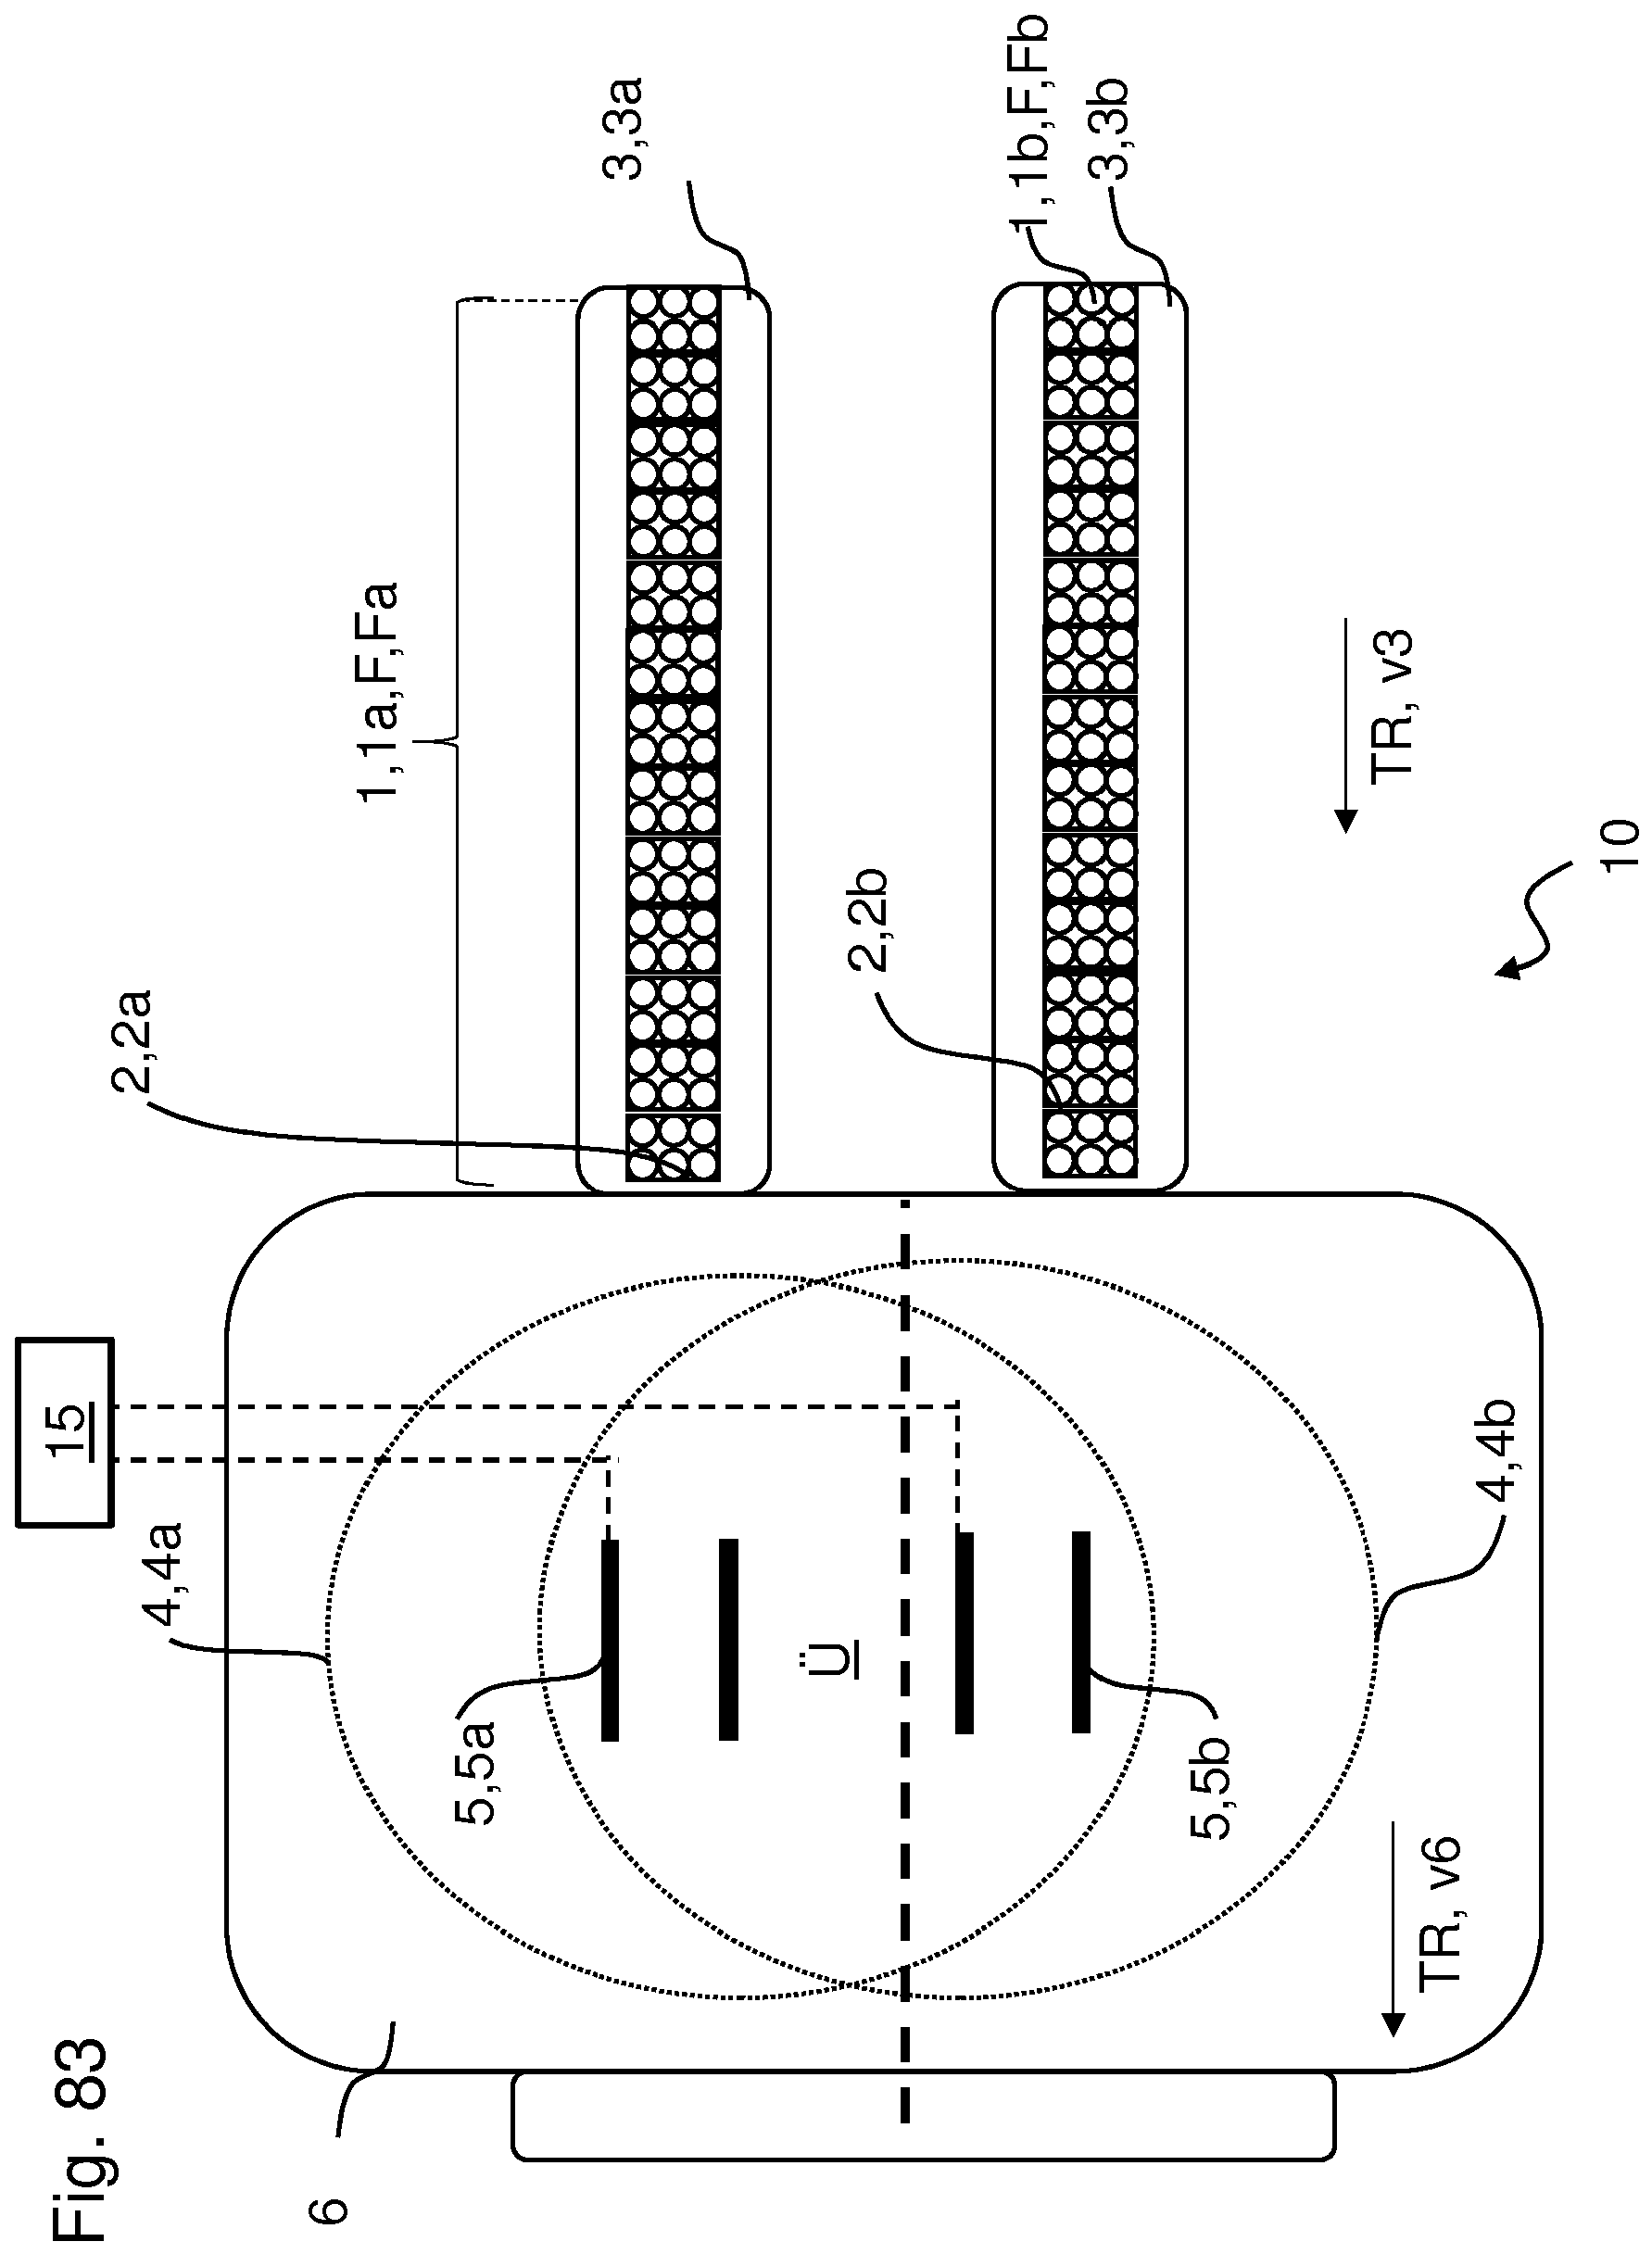 Fig. 83
6
4,4a
15
2,2a
1,1a,F,Fa
3,3a
5,5a
Ü
2,2b
1,1b,F,Fb
3,3b
5,5b
TR, v6
4,4b
TR, v3
10